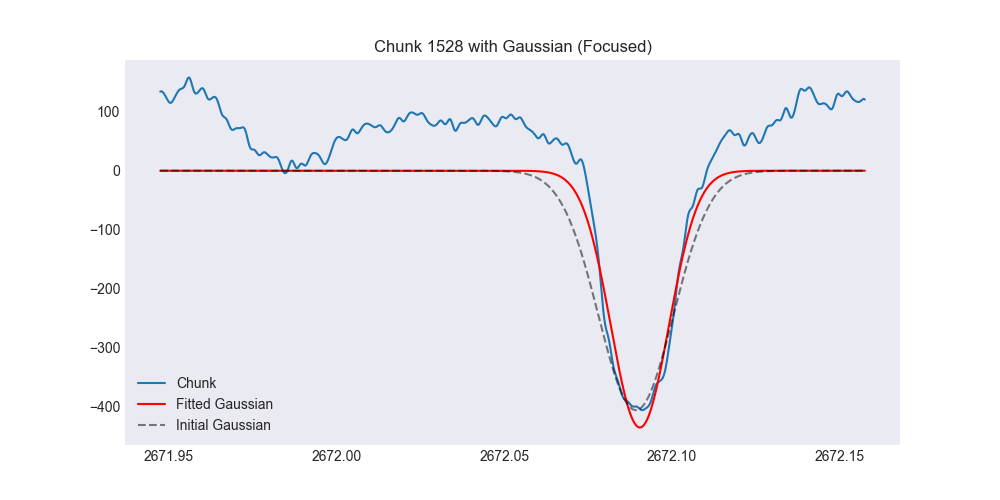 Chunk 1528 with Gaussian (Focused)
100
0
−100
−200
−300
−400
Chunk
Fitted Gaussian
Initial Gaussian
2671.95 2672.00 2672.05 2672.10 2672.15